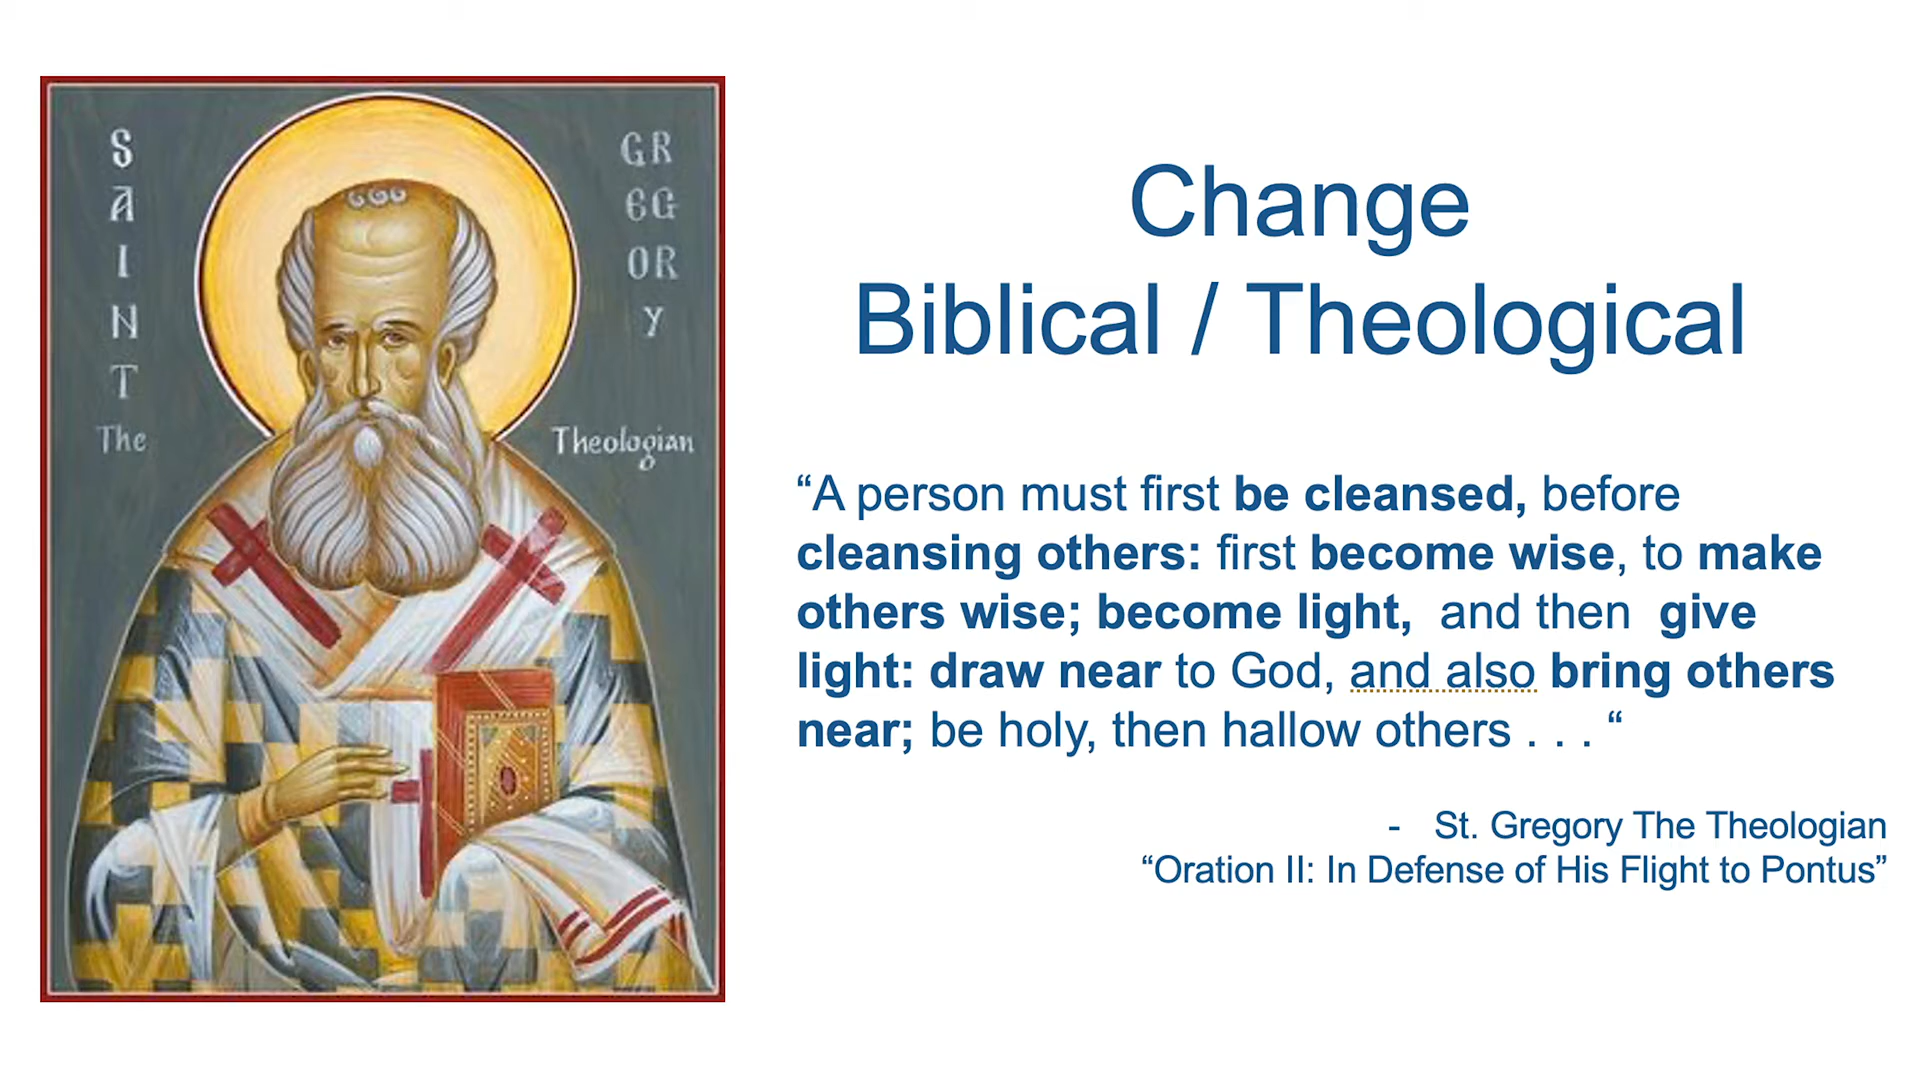 S
A
I
N
T
The
GR
EG
OR
Y
Theologian
Change
Biblical / Theological
“A person must first be cleansed, before
cleansing others: first become wise, to make
others wise; become light,  and then  give
light: draw near to God, and also bring others
near; be holy, then hallow others . . . “
- St. Gregory The Theologian
“Oration II: In Defense of His Flight to Pontus”